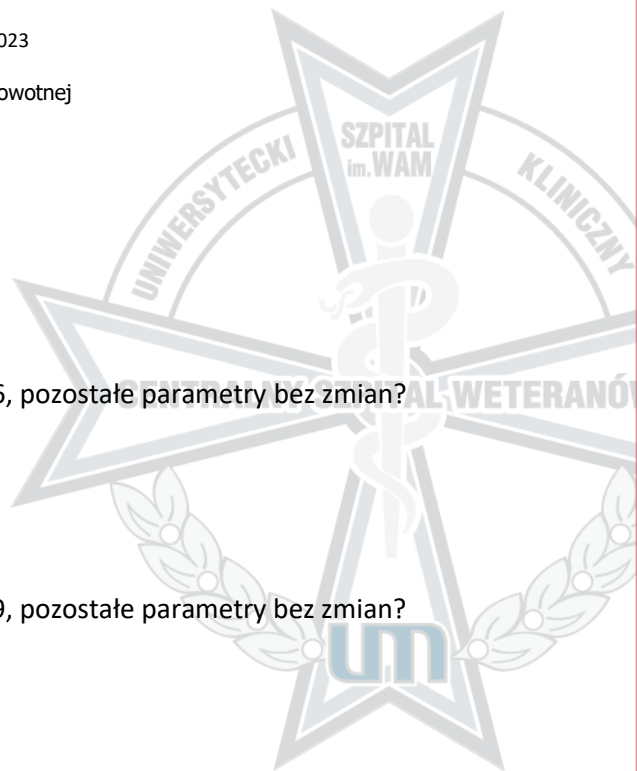 023
owotnej
SZPITAL
im. WAM
UNIWERSYTECKI
KLINICZNY
6, pozostałe parametry bez zmian?
CENTRALNY SZPITAL WETERANÓW
9, pozostałe parametry bez zmian?
um